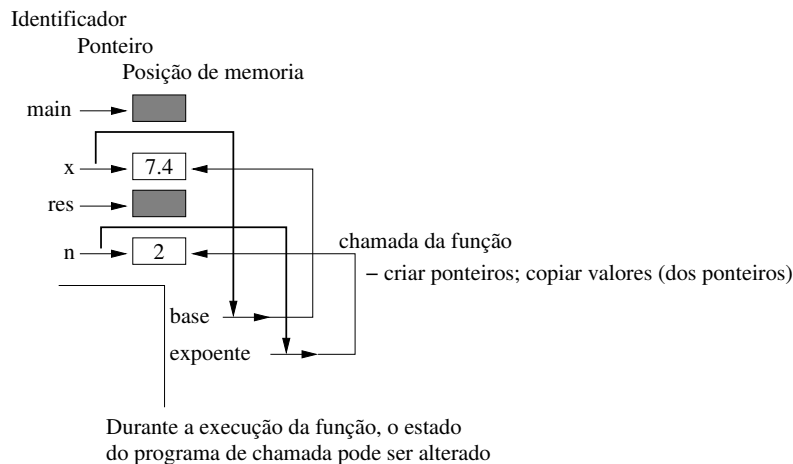 Identificador
Ponteiro
Posição de memoria
main
x 7.4
res
n 2
chamada da função
− criar ponteiros; copiar valores (dos ponteiros)
base
expoente
Durante a execução da função, o estado
do programa de chamada pode ser alterado